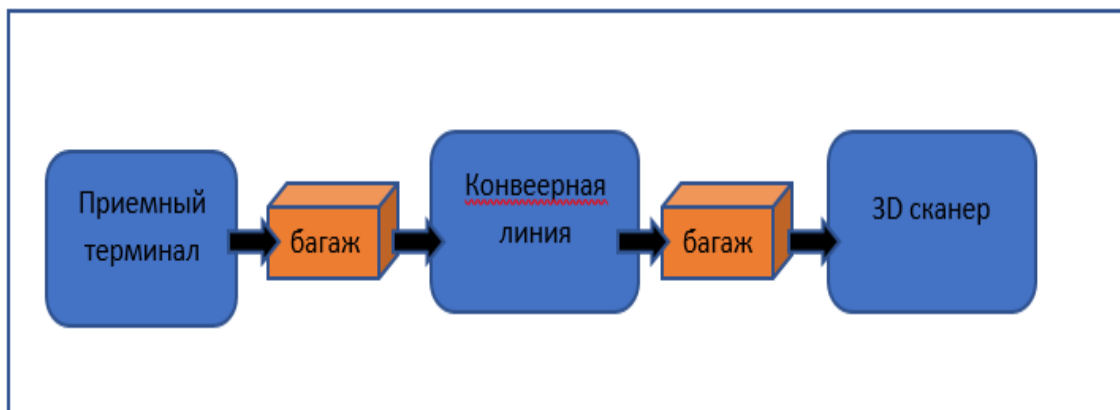 Приемный
терминал
багаж
Конвеерная
линия
багаж
3D сканер